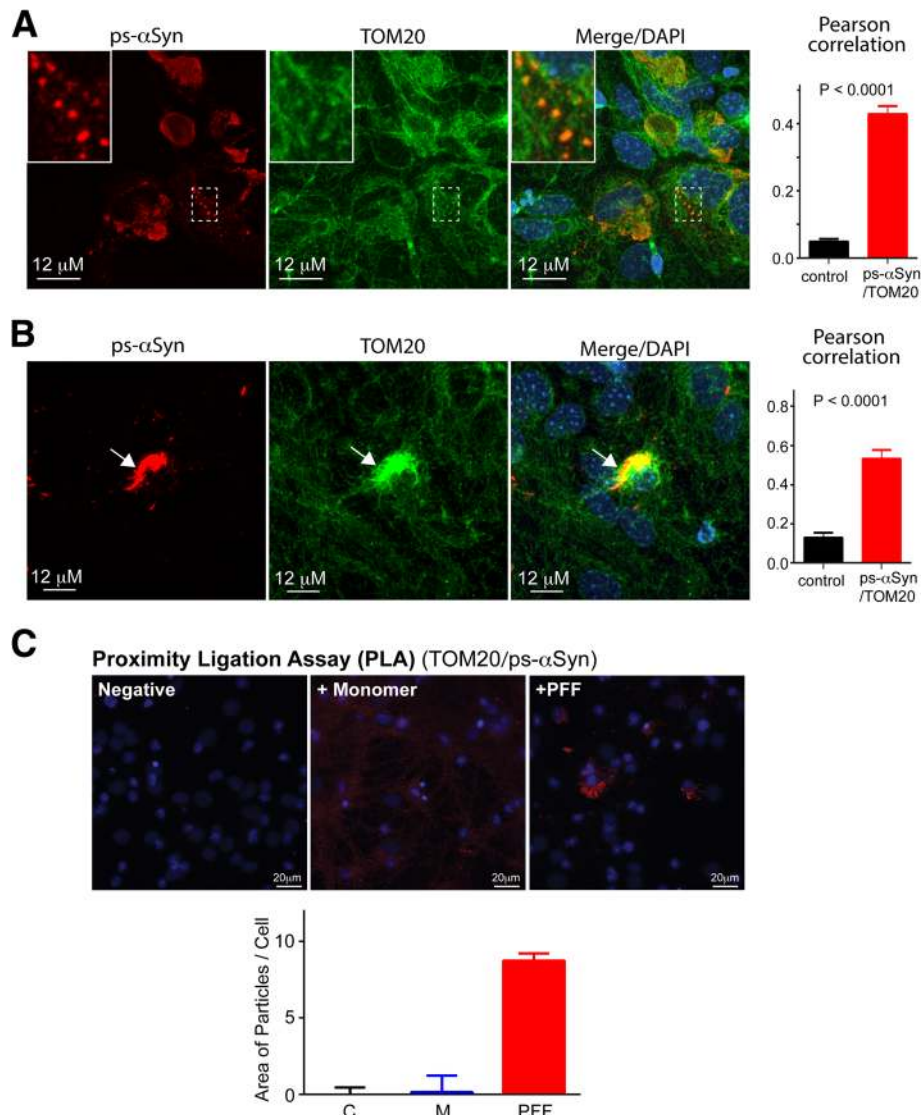 A
ps-αSyn
TOM20
Merge/DAPI
12 μM
12 μM
12 μM
Pearson
correlation
P < 0.0001
0.4
0.2
0.0
control
ps-αSyn
/TOM20
B
ps-αSyn
TOM20
Merge/DAPI
12 μM
12 μM
12 μM
Pearson
correlation
P < 0.0001
0.8
0.6
0.4
0.2
0.0
control
ps-αSyn
/TOM20
C
Proximity Ligation Assay (PLA) (TOM20/ps-αSyn)
Negative
+ Monomer
+PFF
20μm
20μm
20μm
Area of Particles / Cell
10
5
0
C
M
PFF